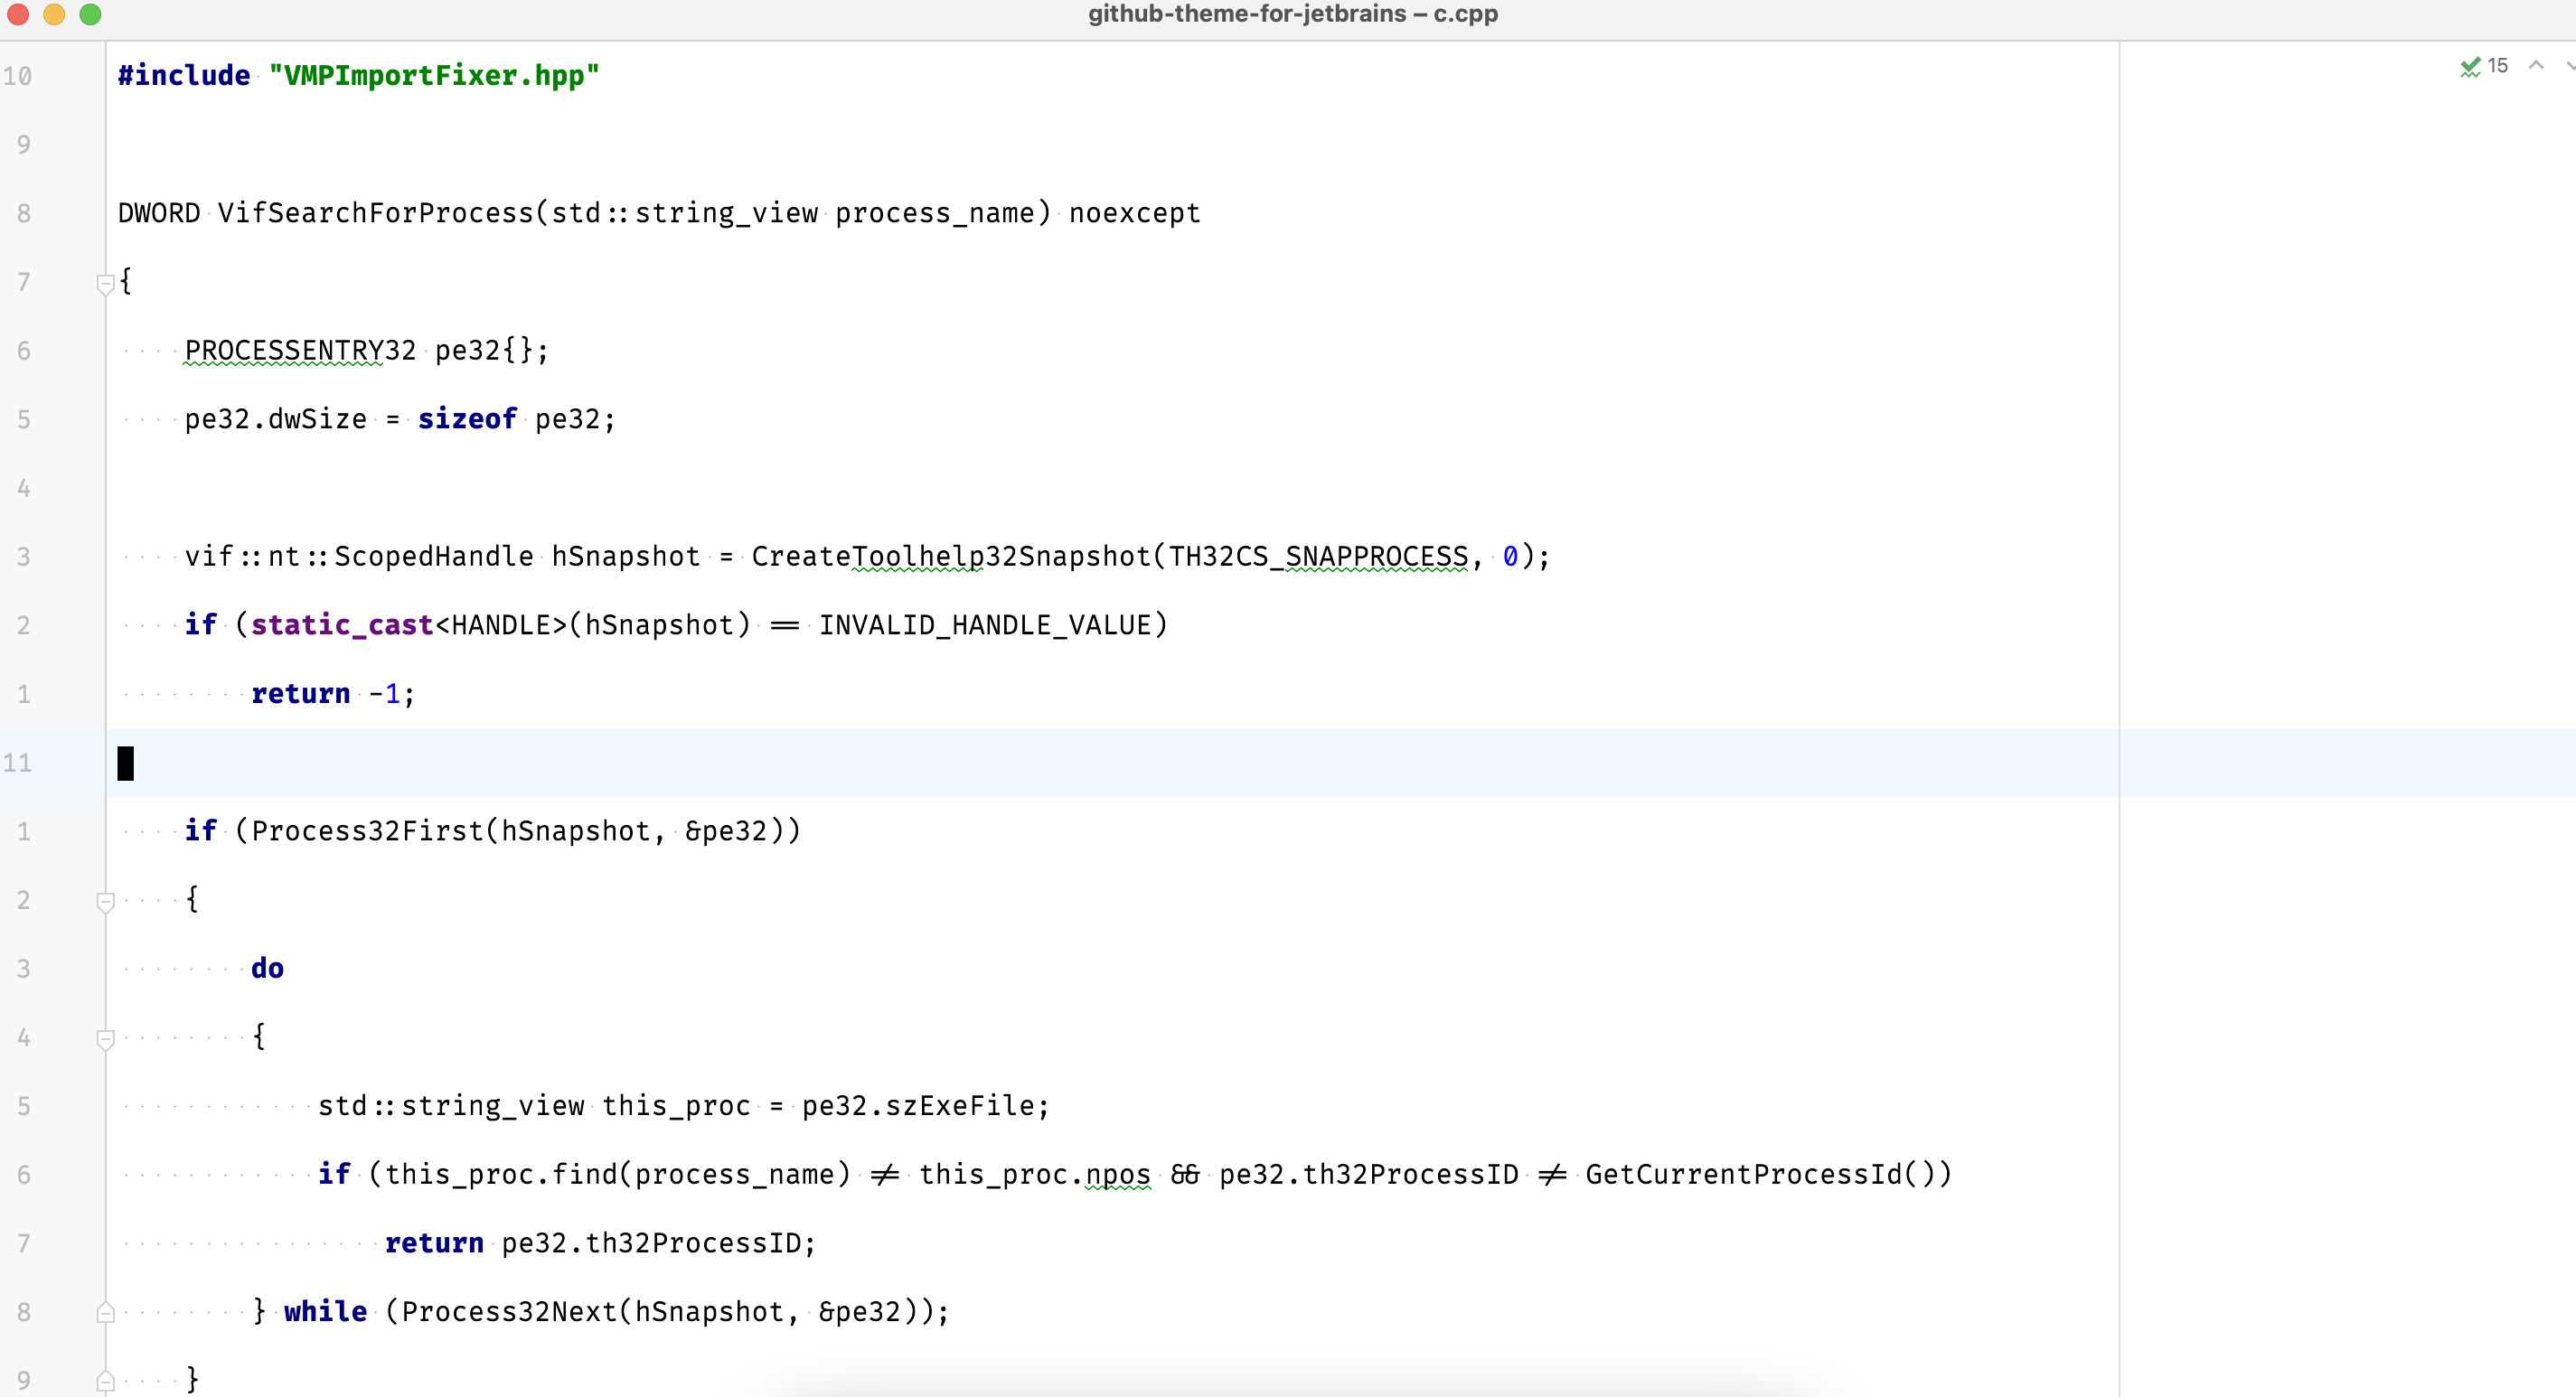 github-theme-for-jetbrains – c.cpp
15
10 #include "VMPImportFixer.hpp"
9
8 DWORD VifSearchForProcess(std::string_view process_name) noexcept
7 {
6     PROCESSENTRY32 pe32{};
5     pe32.dwSize = sizeof pe32;
4
3     vif::nt::ScopedHandle hSnapshot = CreateToolhelp32Snapshot(TH32CS_SNAPPROCESS, 0);
2     if (static_cast<HANDLE>(hSnapshot) == INVALID_HANDLE_VALUE)
1         return -1;
11
1     if (Process32First(hSnapshot, &pe32))
2     {
3         do
4         {
5             std::string_view this_proc = pe32.szExeFile;
6             if (this_proc.find(process_name) != this_proc.npos && pe32.th32ProcessID != GetCurrentProcessId())
7                 return pe32.th32ProcessID;
8         } while (Process32Next(hSnapshot, &pe32));
9     }